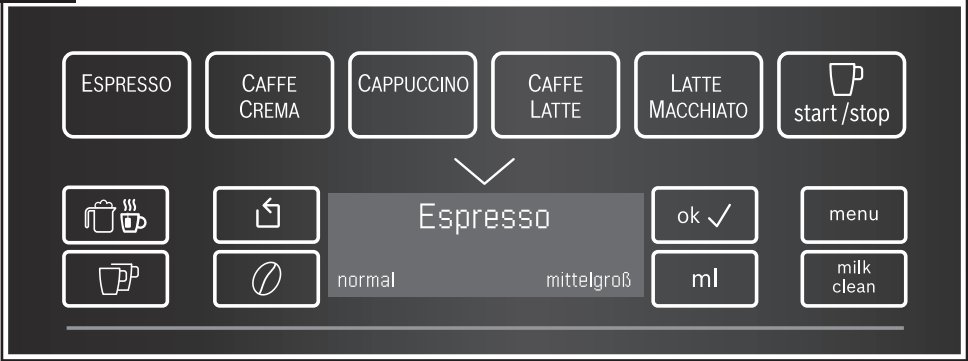 ESPRESSO
CAFFE
CREMA
CAPPUCCINO
CAFFE
LATTE
LATTE
MACCHIATO
start/stop
Espresso
normal mittelgroß
ok
ml
menu
milk
clean